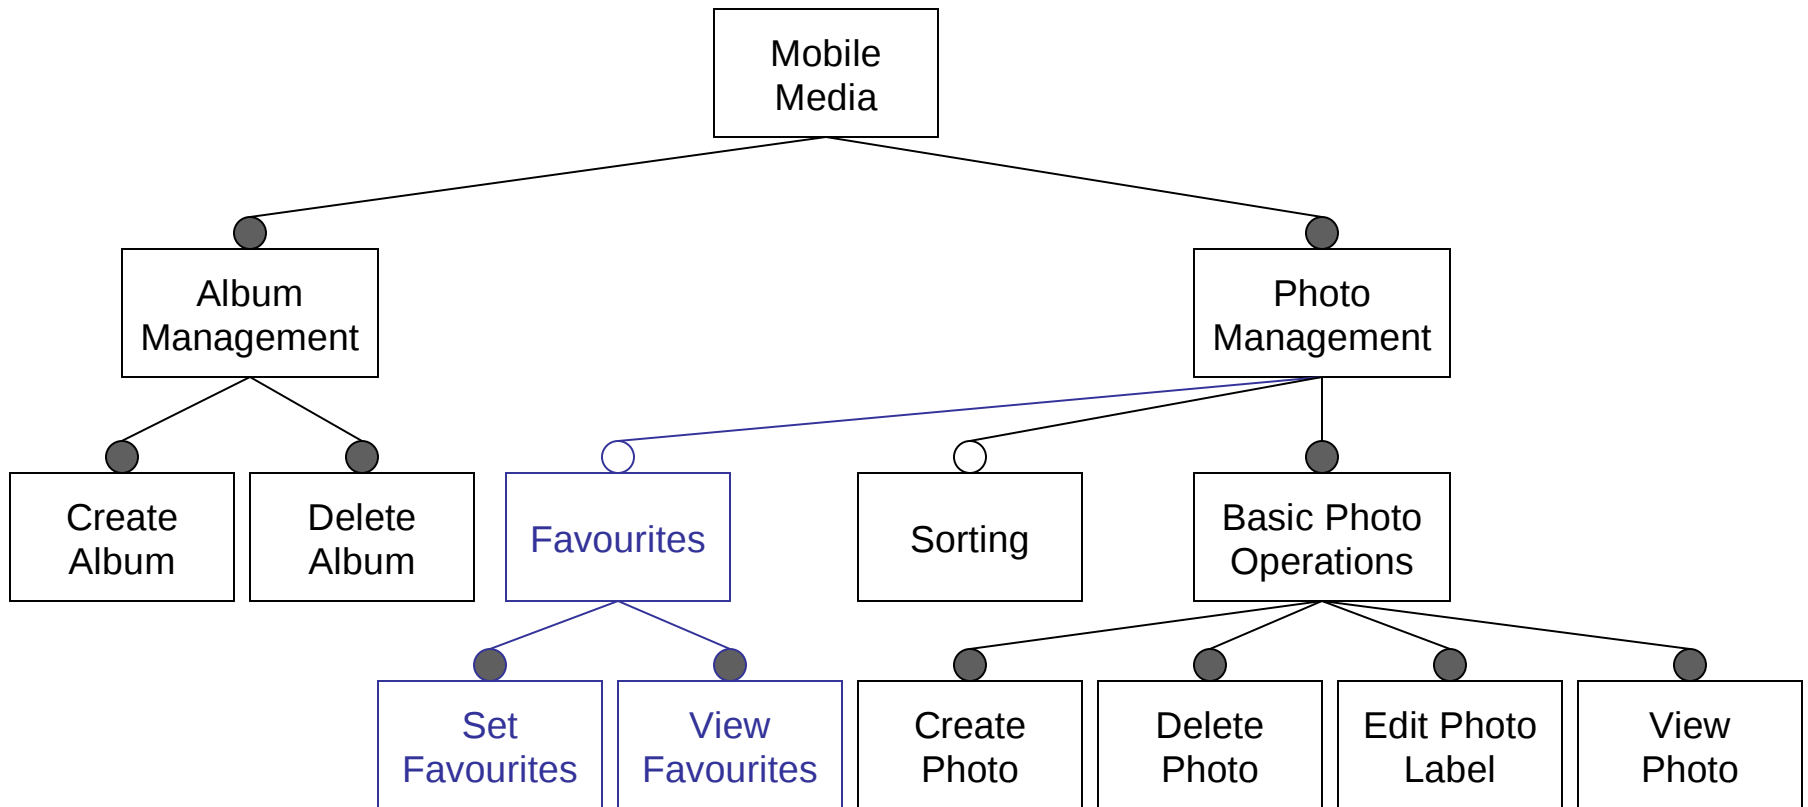 Mobile
Media
Album
Management
Photo
Management
Create
Album
Delete
Album
Favourites
Sorting
Basic Photo
Operations
Set
Favourites
View
Favourites
Create
Photo
Delete
Photo
Edit Photo
Label
View
Photo